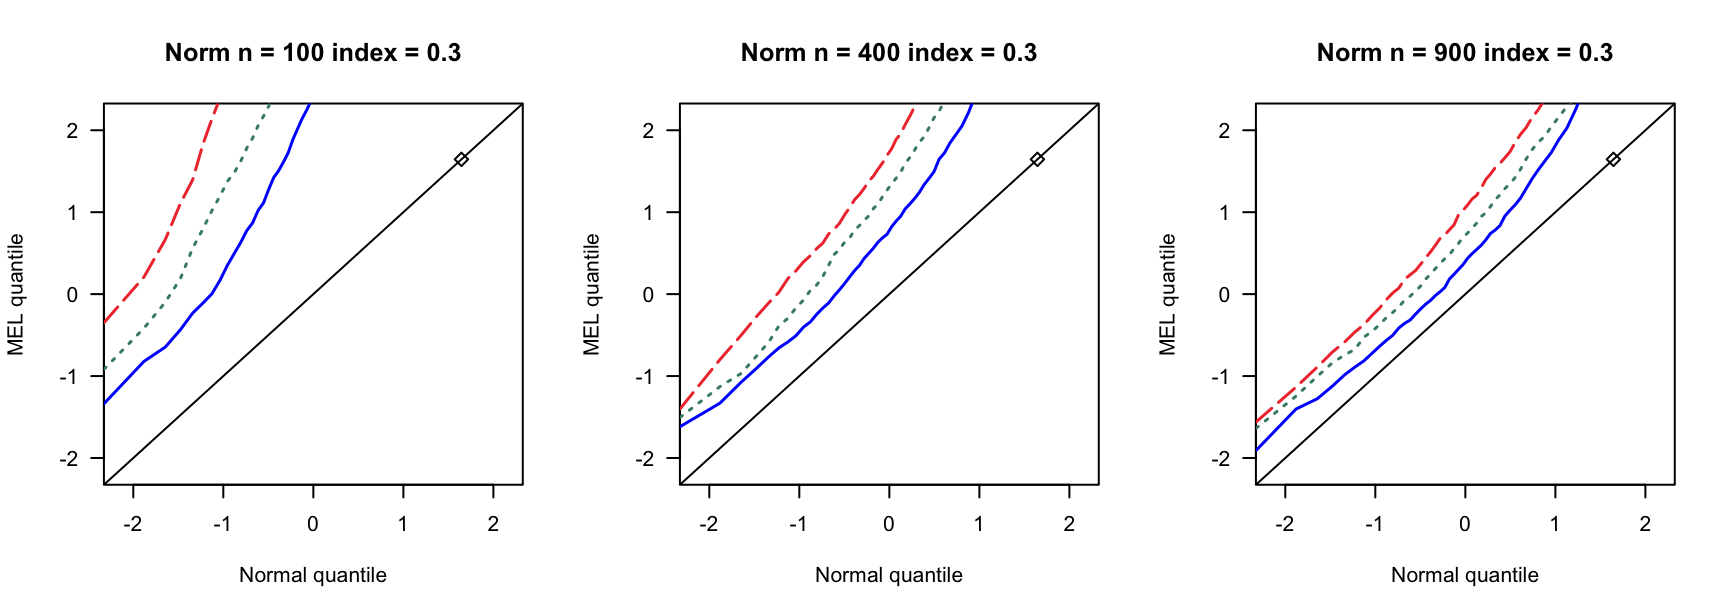 Norm n = 100 index = 0.3
MEL quantile
2
1
0
-1
-2
-2 -1 0 1 2
Normal quantile
Norm n = 400 index = 0.3
MEL quantile
2
1
0
-1
-2
-2 -1 0 1 2
Normal quantile
Norm n = 900 index = 0.3
MEL quantile
2
1
0
-1
-2
-2 -1 0 1 2
Normal quantile